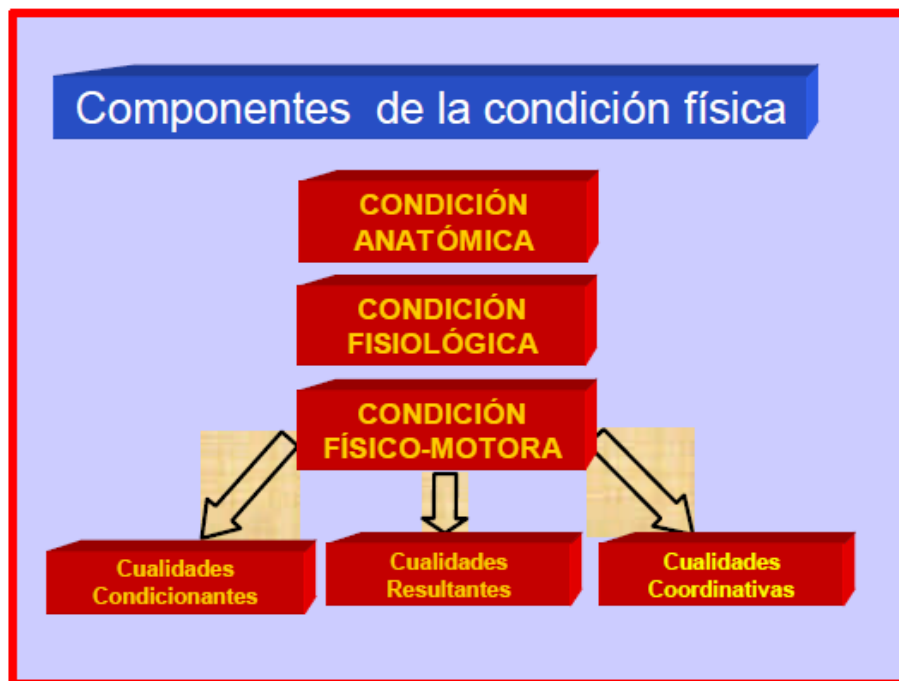 Componentes de la condición física
CONDICIÓN
ANATÓMICA
CONDICIÓN
FISIOLÓGICA
CONDICIÓN
FÍSICO-MOTORA
Cualidades
Condicionantes
Cualidades
Resultantes
Cualidades
Coordinativas